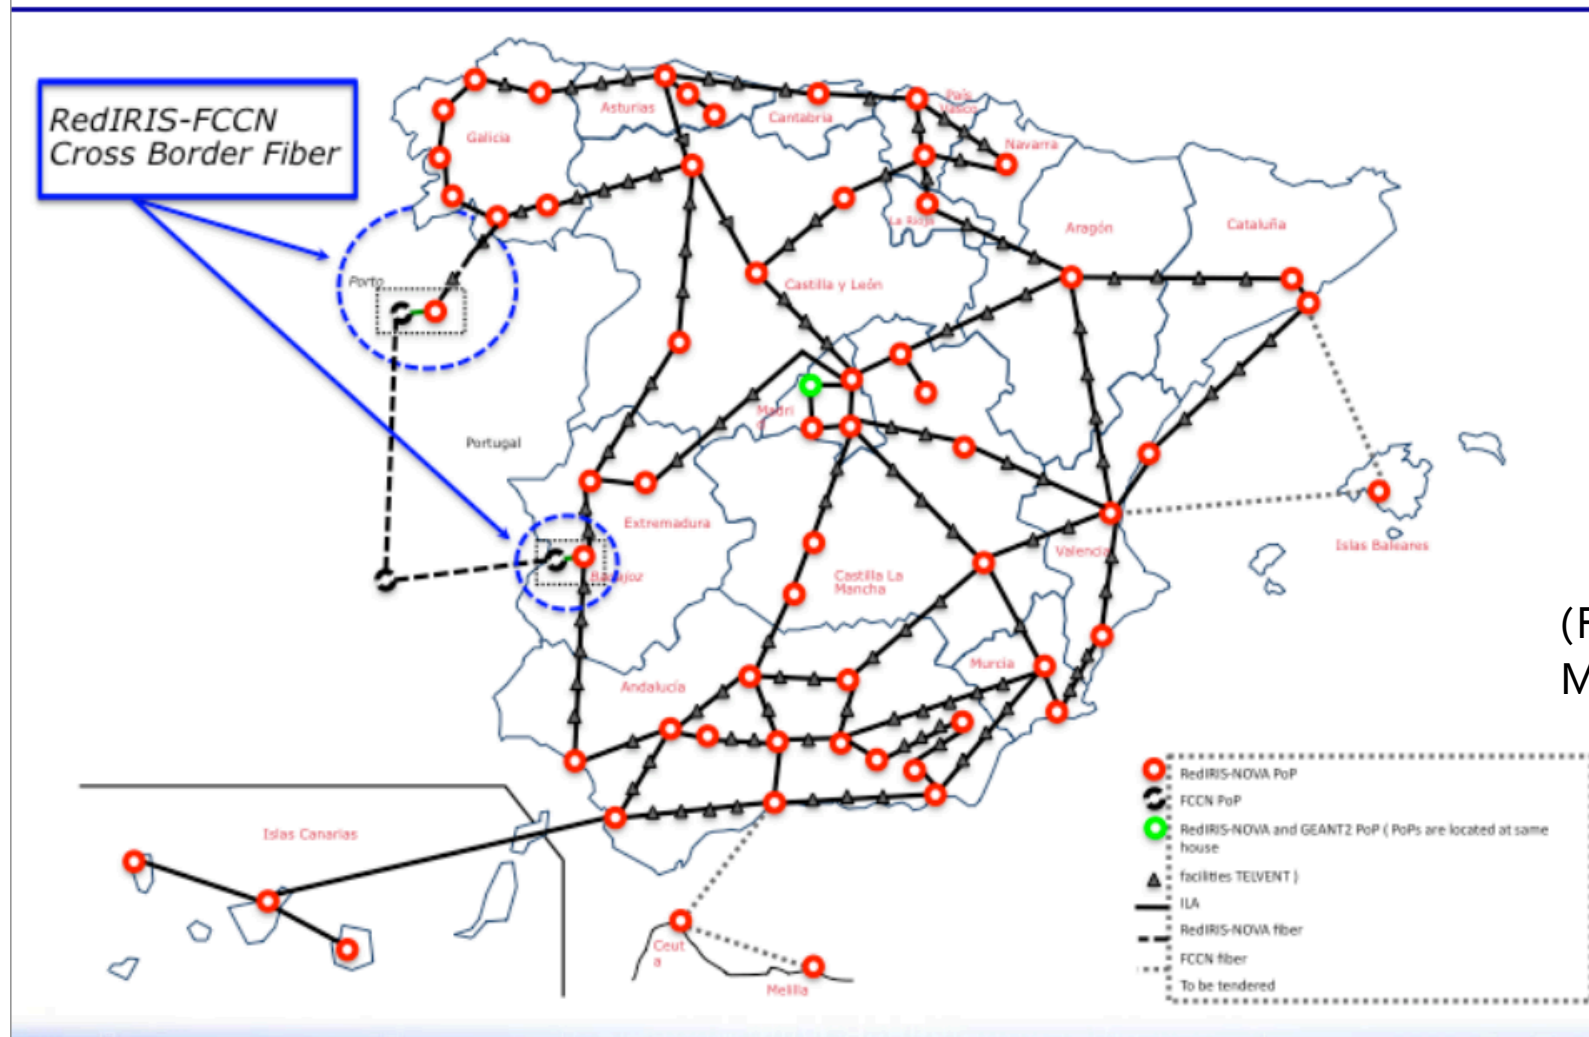 RedIRIS-FCCN
Cross Border Fiber
Galicia
Asturias
Cantabria
País
Vasco
Navarra
La Rioja
Aragón
Cataluña
Porto
Castilla y León
Madri
d
Portugal
Extremadura
Badajoz
Castilla La
Mancha
Valencia
Islas Baleares
Murcia
Andalucía
Islas Canarias
Ceut
a
Melilla
(F
M
RedIRIS-NOVA PoP
FCCN PoP
RedIRIS-NOVA and GEANT2 PoP ( PoPs are located at same
house
facilities TELVENT )
ILA
RedIRIS-NOVA fiber
FCCN fiber
To be tendered